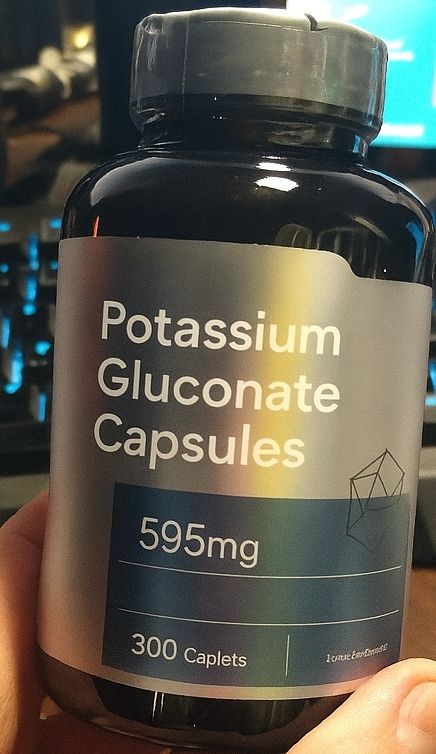 Potassium
Gluconate
Capsules
595mg
300 Caplets